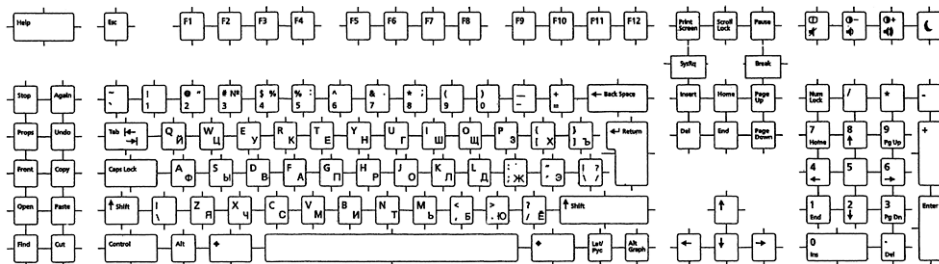 Help Esc F1 F2 F3 F4 F5 F6 F7 F8 F9 F10 F11 F12 Print Screen Scroll Lock Pause
SysRq Break
Stop Again ~ ` ! 1 @ " 2 # № 3 $ % 4 % : 5 ^ , 6 & . 7 * ; 8 ( 9 ) 0 _ - + = ← Back Space Insert Home Page Up Num Lock / * -
Props Undo Tab Q Й W Ц E У R К T Е Y Н U Г I Ш O Щ P З { [ Х } ] Ъ ↵ Return Del End Page Down 7 Home 8 ↑ 9 Pg Up +
Front Copy Caps Lock A Ф S Ы D В F А G П H Р J О K Л L Д : ; Ж " ' Э | ? \ / 4 ← 5 6 →
Open Paste ↑ Shift | \ Z Я X Ч C С V М B И N Т M Ь < , Б > . Ю ? / Ё ↑ Shift ↑ 1 End 2 ↓ 3 Pg Dn Enter
Find Cut Control Alt ◆ ◆ Lat/ Рус Alt Graph ← ↓ → 0 Ins . Del